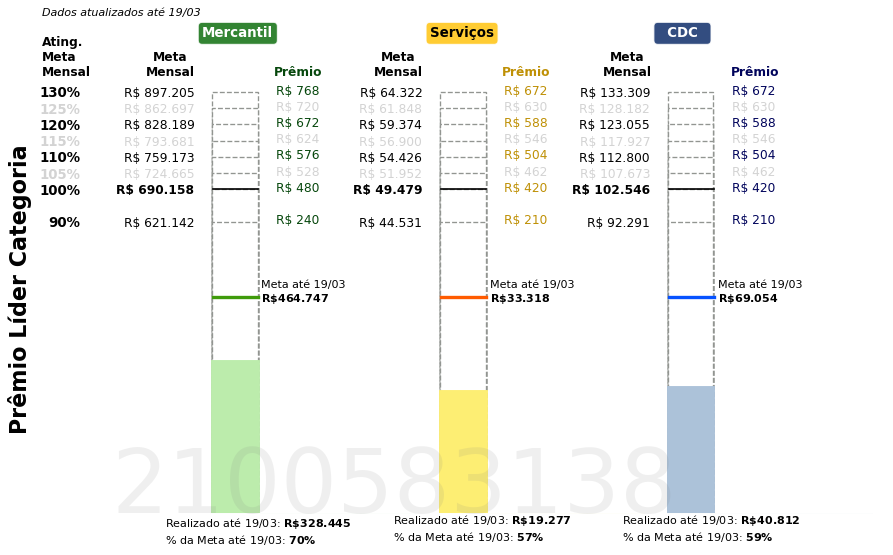 Dados atualizados até 19/03
Mercantil Serviços CDC
Ating.
Meta
Mensal
Meta
Mensal Prêmio Meta
Mensal Prêmio Meta
Mensal Prêmio
130% R$ 897.205 R$ 768 R$ 64.322 R$ 672 R$ 133.309 R$ 672
125% R$ 862.697 R$ 720 R$ 61.848 R$ 630 R$ 128.182 R$ 630
120% R$ 828.189 R$ 672 R$ 59.374 R$ 588 R$ 123.055 R$ 588
115% R$ 793.681 R$ 624 R$ 56.900 R$ 546 R$ 117.927 R$ 546
110% R$ 759.173 R$ 576 R$ 54.426 R$ 504 R$ 112.800 R$ 504
105% R$ 724.665 R$ 528 R$ 51.952 R$ 462 R$ 107.673 R$ 462
100% R$ 690.158 R$ 480 R$ 49.479 R$ 420 R$ 102.546 R$ 420
90% R$ 621.142 R$ 240 R$ 44.531 R$ 210 R$ 92.291 R$ 210
Prêmio Líder Categoria
Meta até 19/03 Meta até 19/03 Meta até 19/03
R$464.747 R$33.318 R$69.054
2100583138
Realizado até 19/03: R$328.445 Realizado até 19/03: R$19.277 Realizado até 19/03: R$40.812
% da Meta até 19/03: 70% % da Meta até 19/03: 57% % da Meta até 19/03: 59%